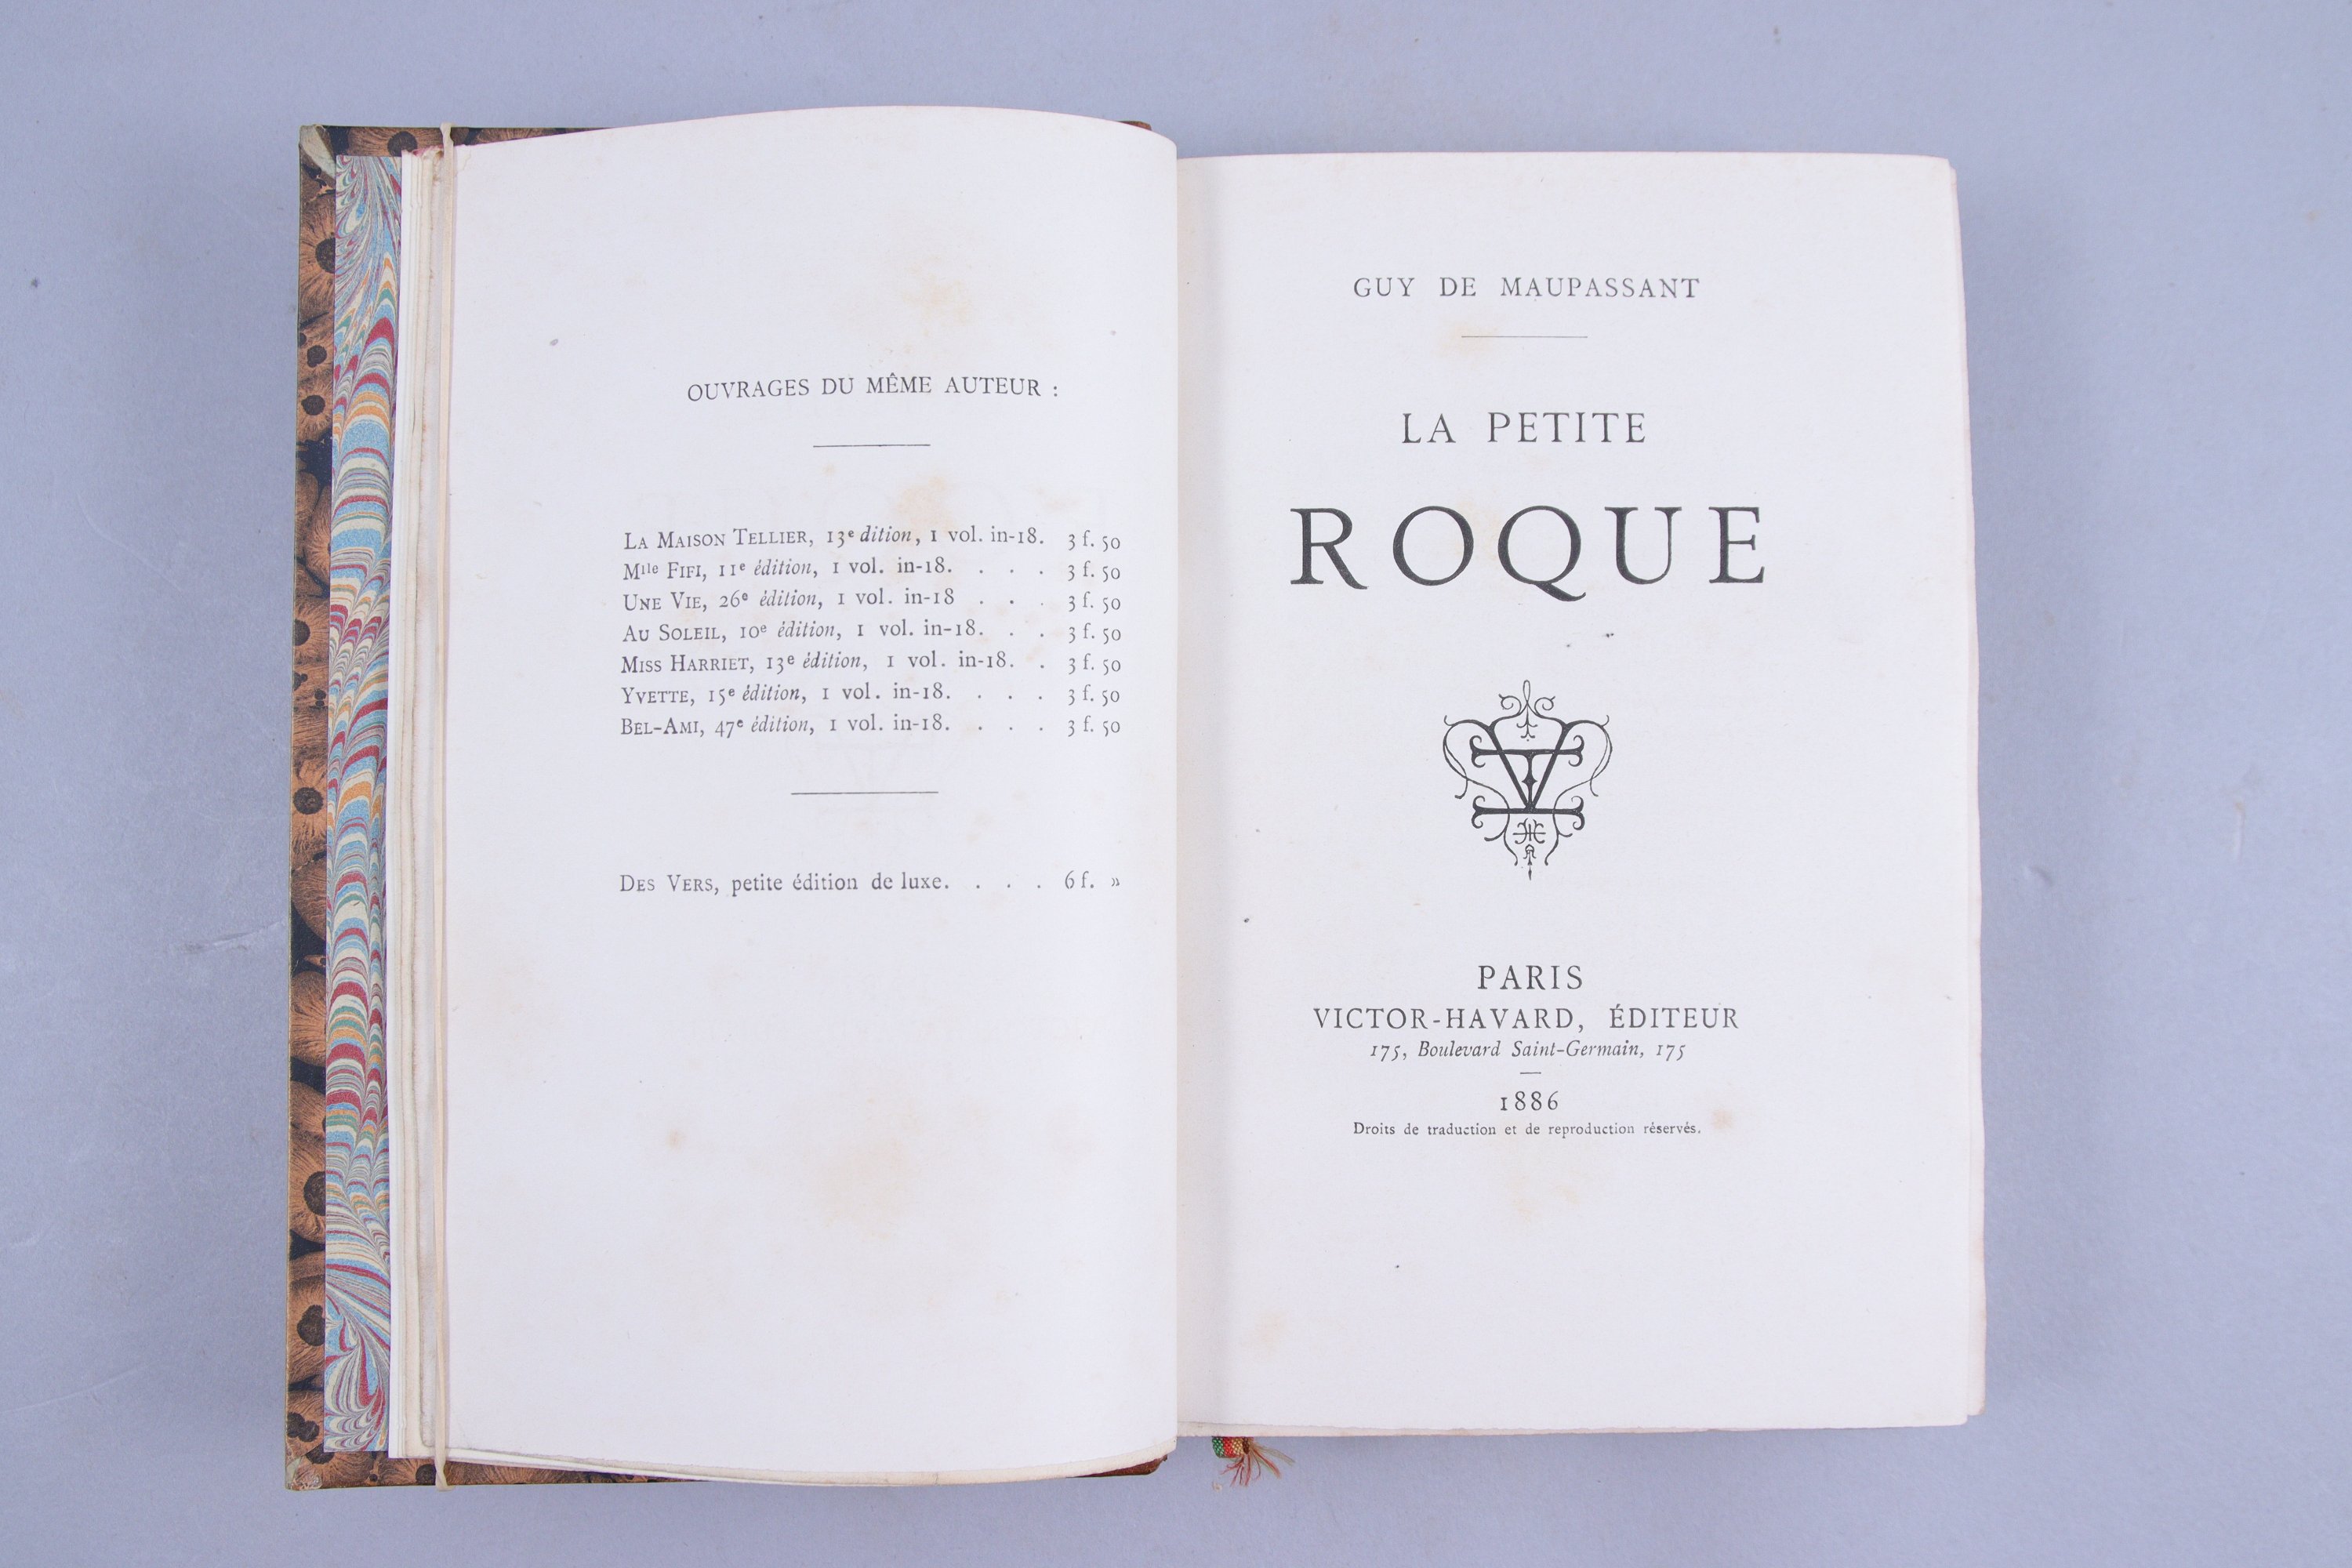 OUVRAGES DU MÊME AUTEUR :
LA MAISON TELLIER, 13e dition, 1 vol. in-18. 3 f. 50
Mlle FIFI, 11e édition, 1 vol. in-18. . . . 3 f. 50
UNE VIE, 26e édition, 1 vol. in-18 . . . 3 f. 50
AU SOLEIL, 10e édition, 1 vol. in-18. . . 3 f. 50
MISS HARRIET, 13e édition, 1 vol. in-18. . 3 f. 50
YVETTE, 15e édition, 1 vol. in-18. . . . 3 f. 50
BEL-AMI, 47e édition, 1 vol. in-18. . . . 3 f. 50
DES VERS, petite édition de luxe. . . . 6 f. »
GUY DE MAUPASSANT
LA PETITE
ROQUE
PARIS
VICTOR-HAVARD, ÉDITEUR
175, Boulevard Saint-Germain, 175
1886
Droits de traduction et de reproduction réservés.